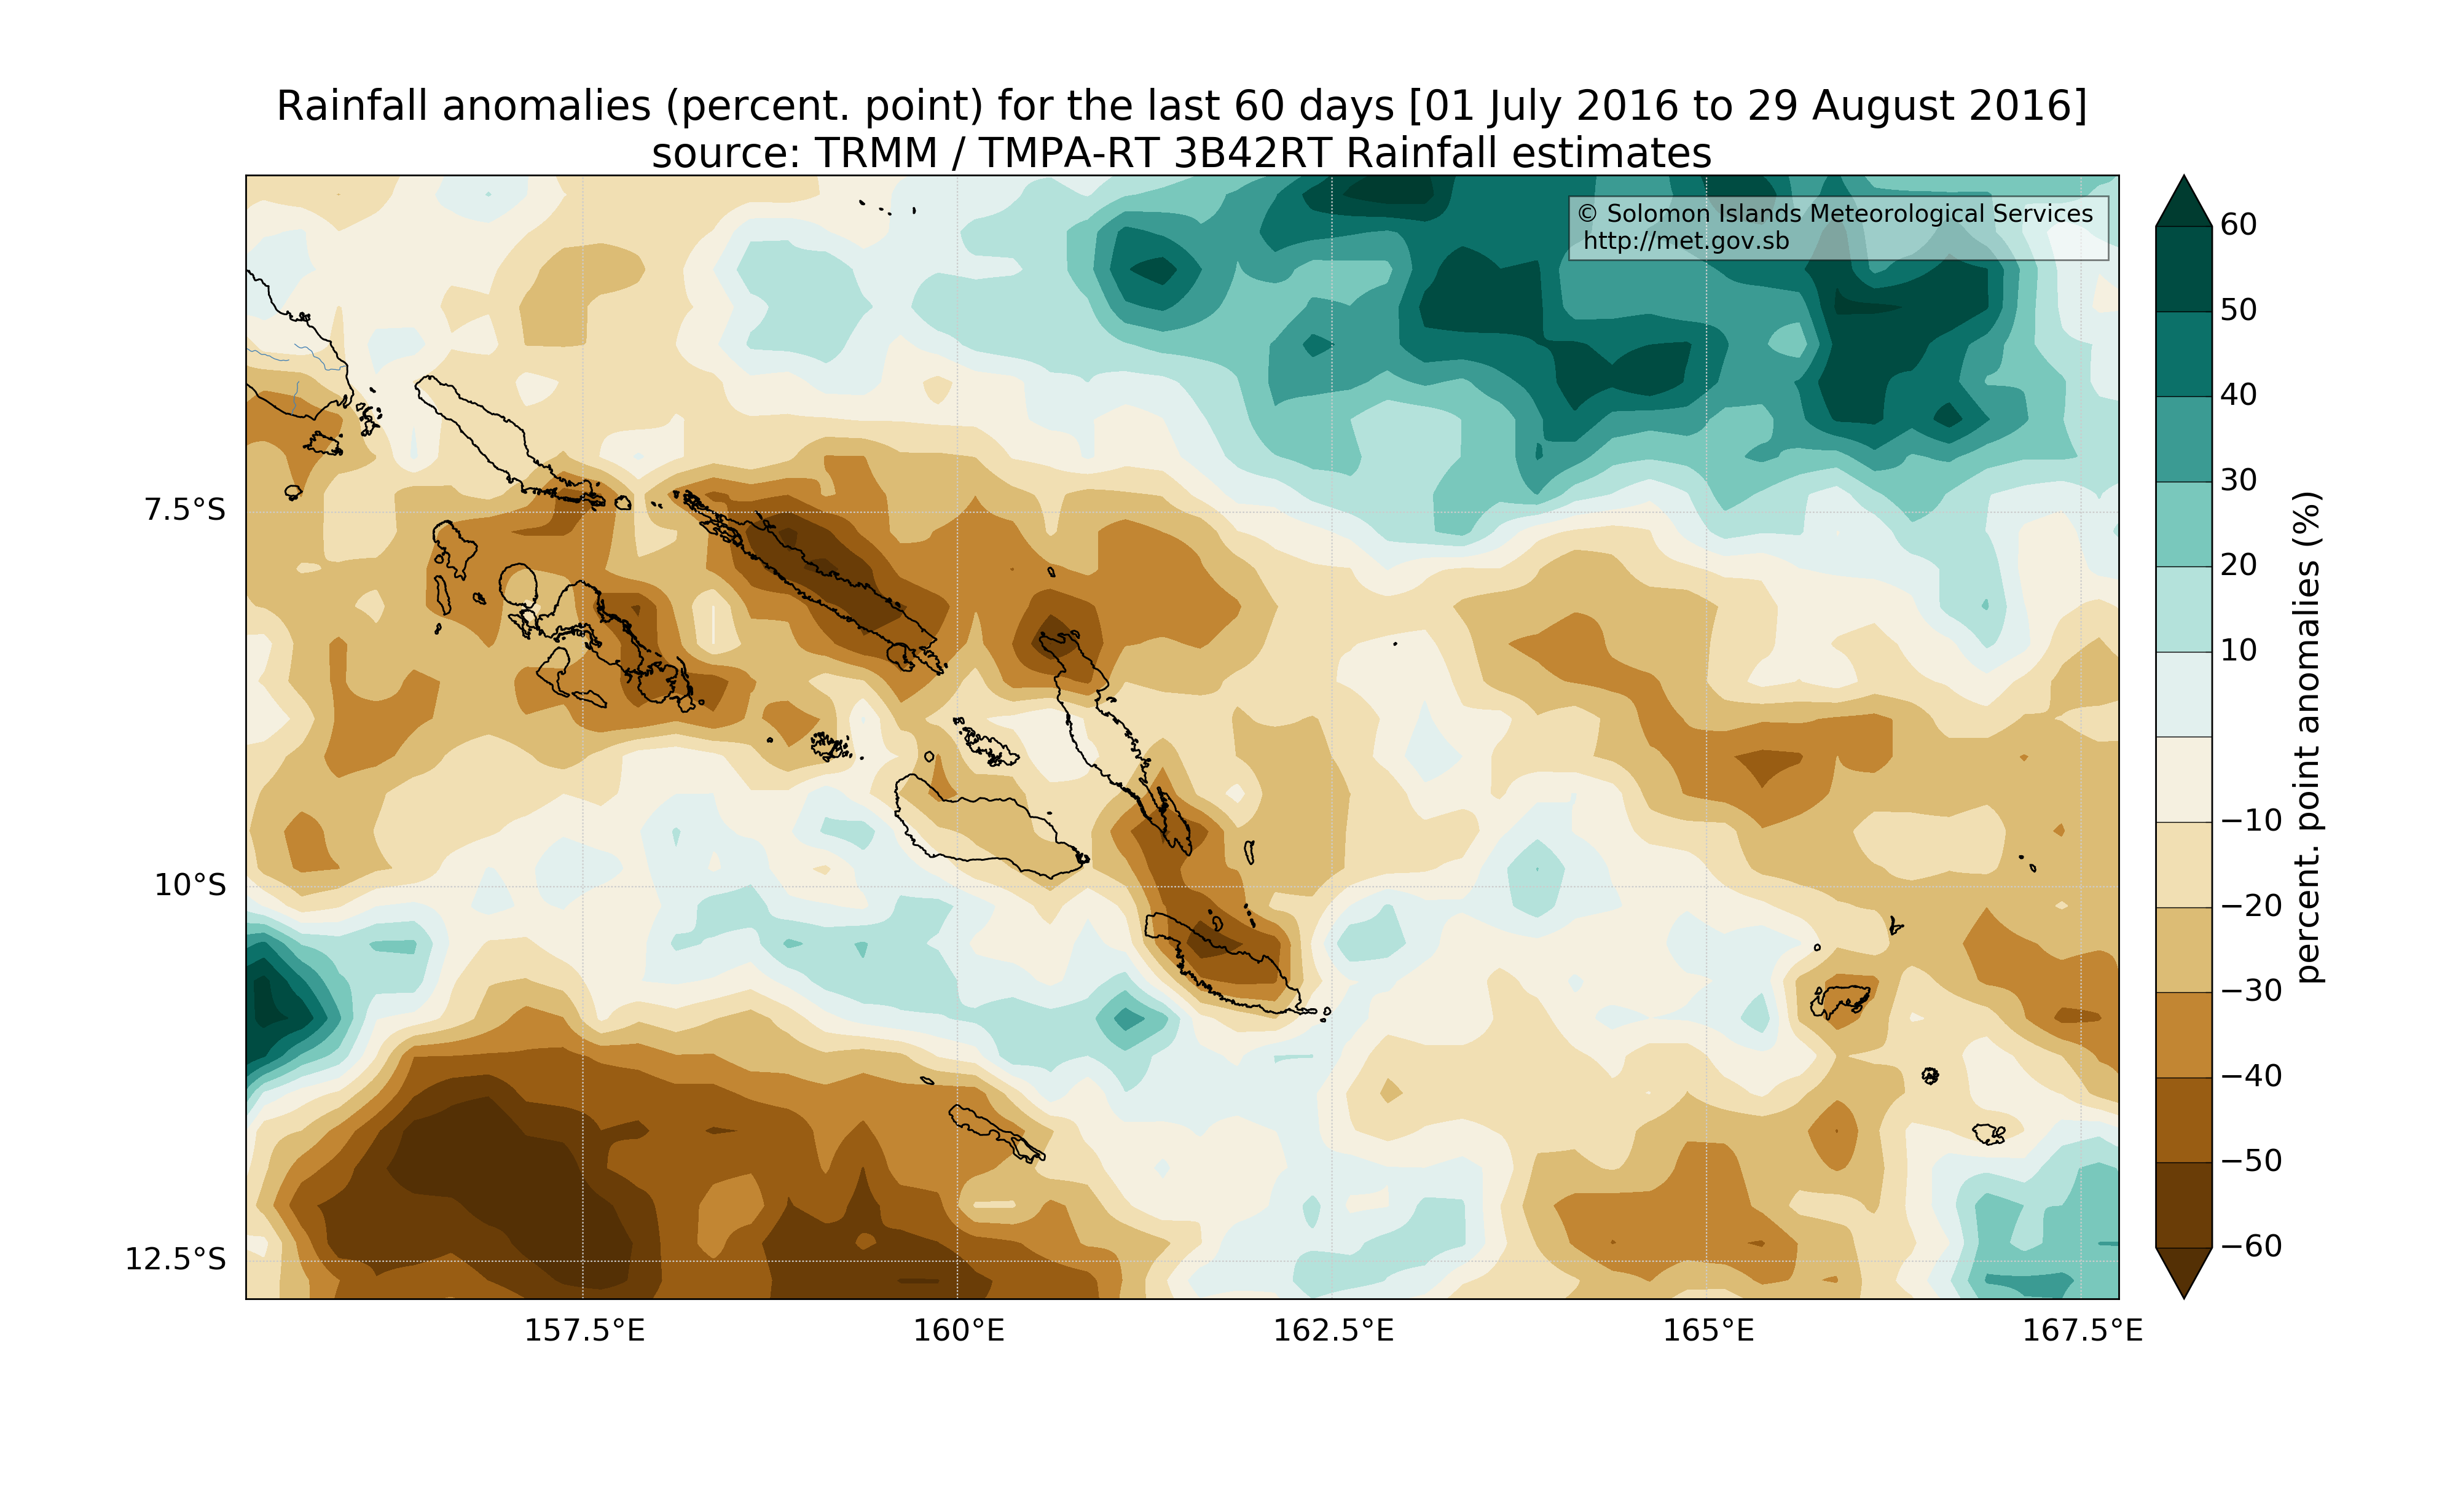 Rainfall anomalies (percent. point) for the last 60 days [01 July 2016 to 29 August 2016]
source: TRMM / TMPA-RT 3B42RT Rainfall estimates
© Solomon Islands Meteorological Services
http://met.gov.sb
7.5°S
10°S
12.5°S
157.5°E
160°E
162.5°E
165°E
167.5°E
60
50
40
30
20
10
−10
−20
−30
−40
−50
−60
percent. point anomalies (%)